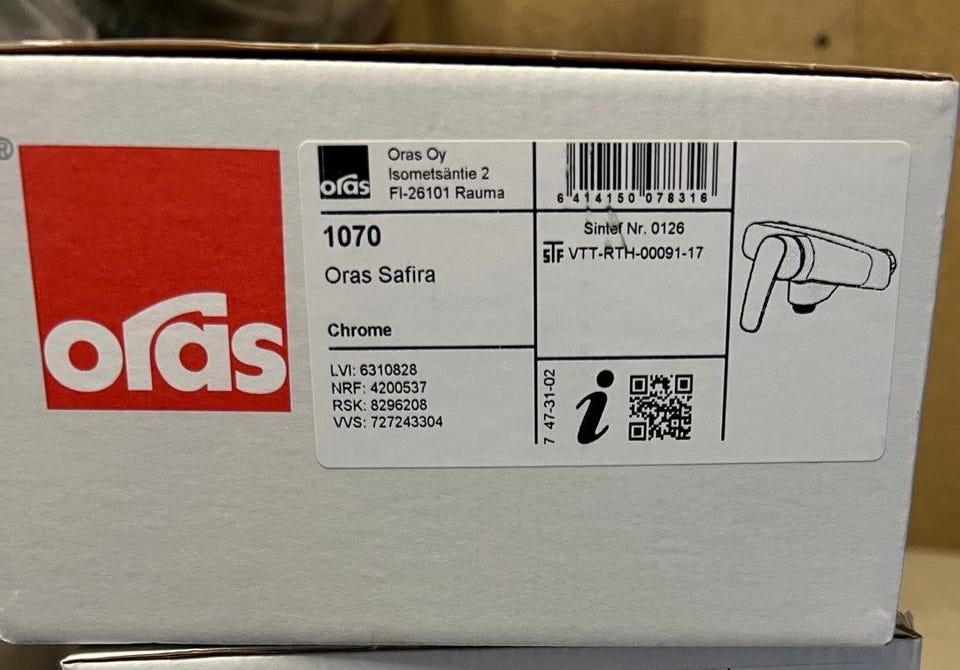 ®
oras
oras
Oras Oy
Isometsäntie 2
FI-26101 Rauma
1070
Oras Safira
Chrome
LVI: 6310828
NRF: 4200537
RSK: 8296208
VVS: 727243304
6 414150 078316
Sintef Nr. 0126
STF VTT-RTH-00091-17
7 47-31-02
i